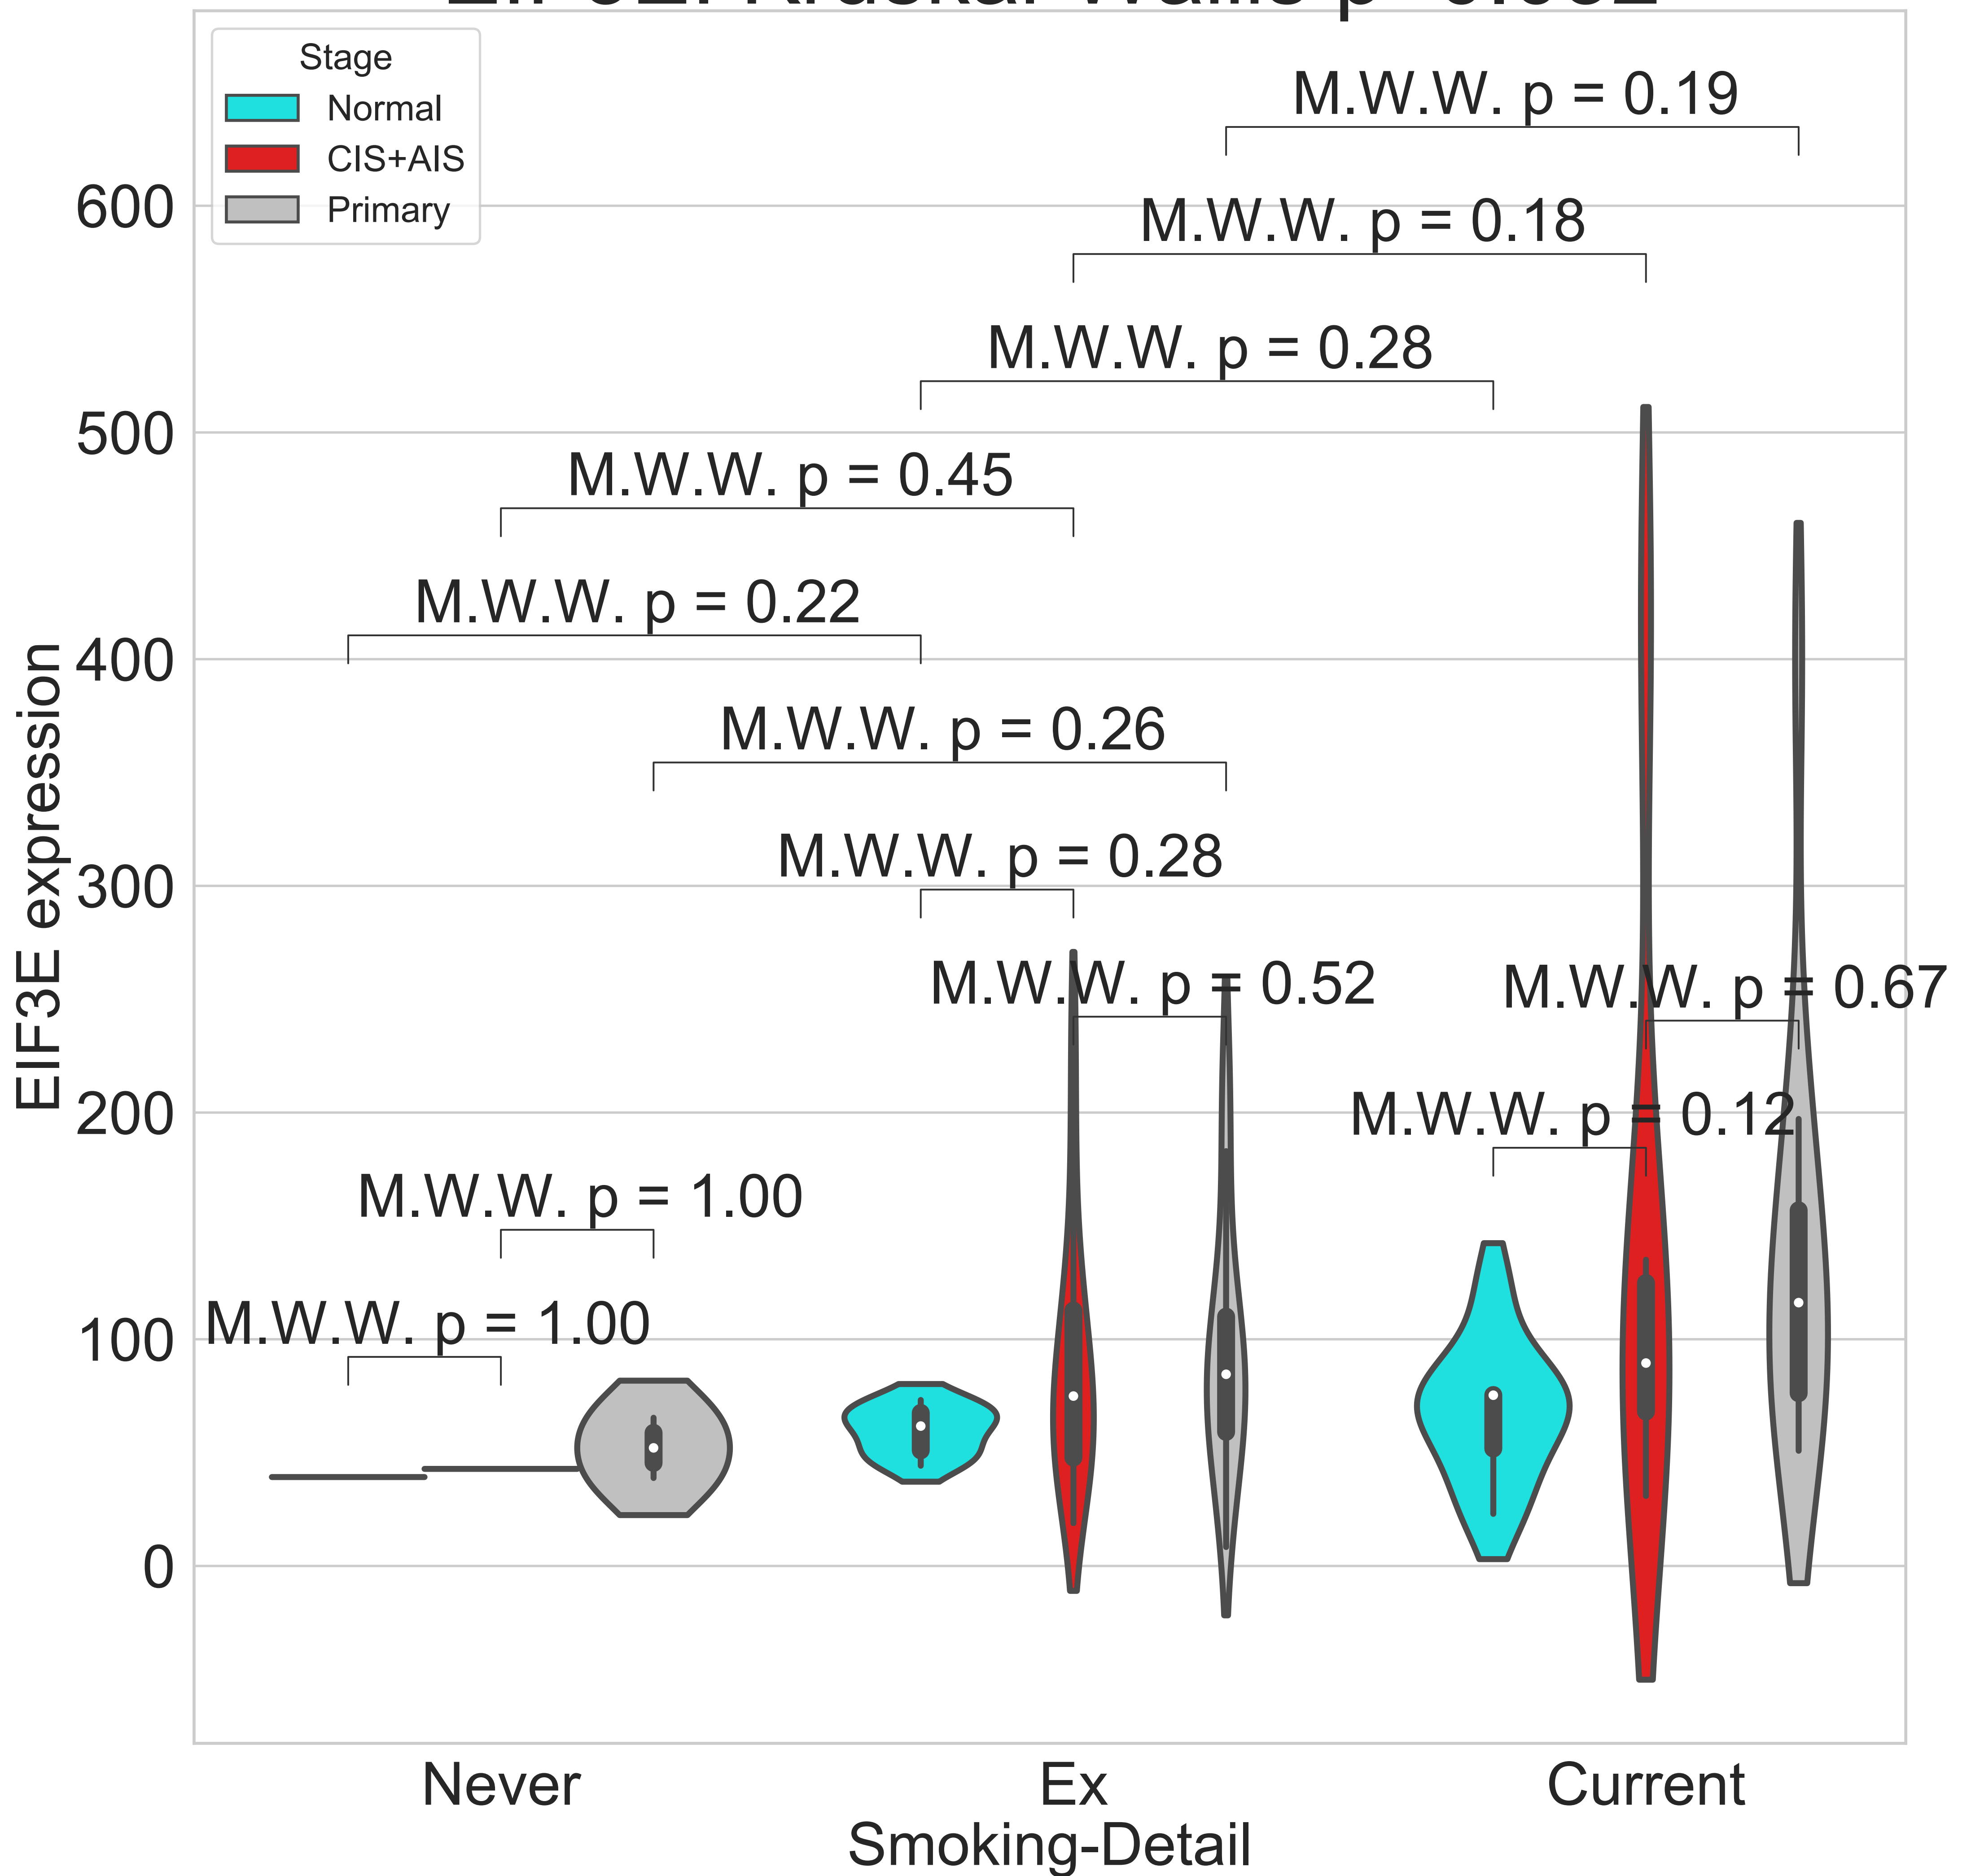 Stage
Normal
CIS+AIS
Primary
M.W.W. p = 0.19
M.W.W. p = 0.18
M.W.W. p = 0.28
M.W.W. p = 0.45
M.W.W. p = 0.22
M.W.W. p = 0.26
M.W.W. p = 0.28
M.W.W. p = 0.52
M.W.W. p = 0.67
M.W.W. p = 0.12
M.W.W. p = 1.00
M.W.W. p = 1.00
600
500
400
300
200
100
0
EIF3E expression
Never
Ex
Current
Smoking-Detail